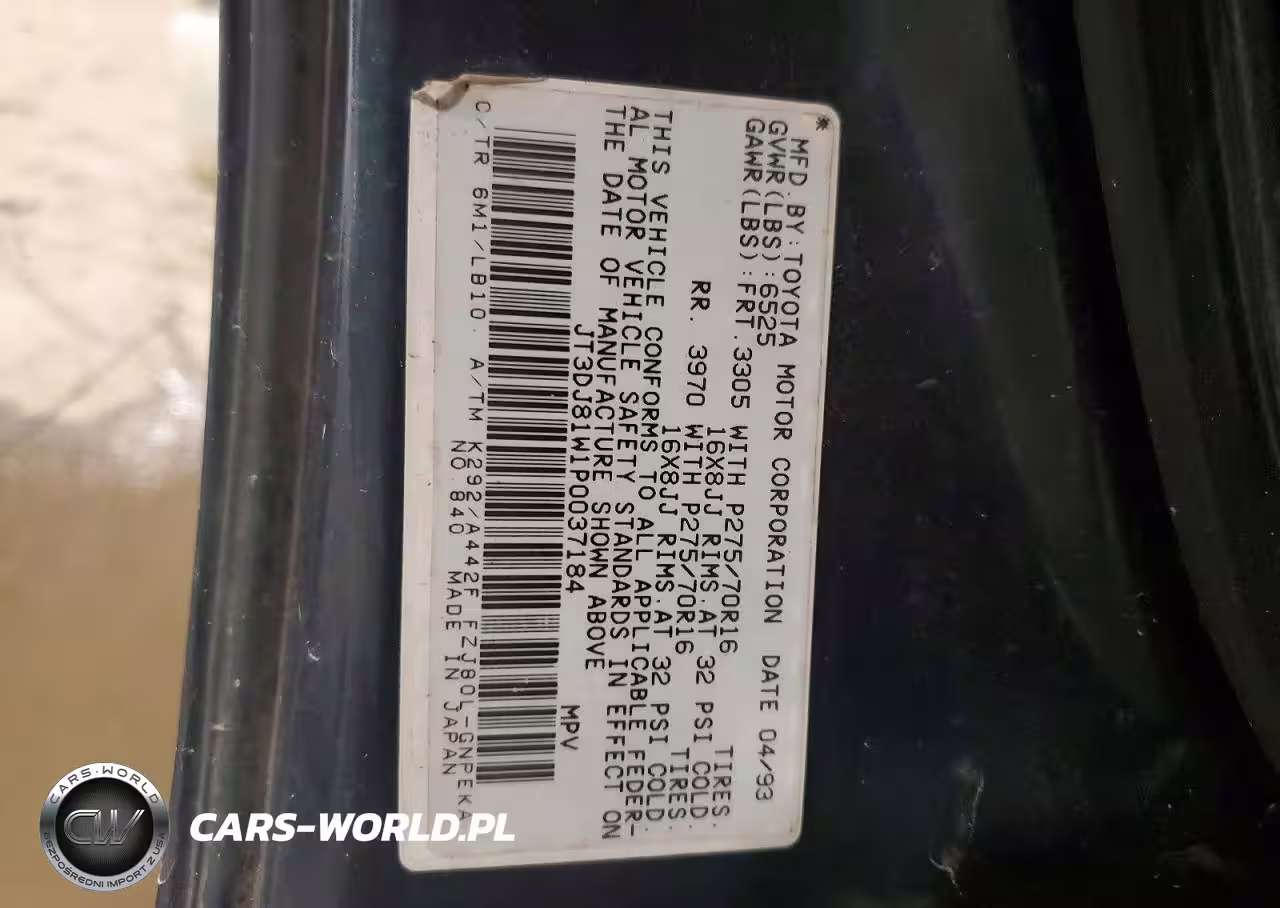 *
MFD. BY: TOYOTA MOTOR CORPORATION DATE 04/93
GVWR(LBS):6525
GAWR(LBS):FRT.3305 WITH P275/70R16 TIRES.
16X8JJ RIMS.AT 32 PSI COLD.
RR. 3970 WITH P275/70R16 TIRES.
16X8JJ RIMS.AT 32 PSI COLD.
THIS VEHICLE CONFORMS TO ALL APPLICABLE FEDER-
AL MOTOR VEHICLE SAFETY STANDARDS IN EFFECT ON
THE DATE OF MANUFACTURE SHOWN ABOVE
JT3DJ81W1P0037184 MPV
C/TR 6M1/LB10. A/TM K292/A442F FZJ80L-GNPEKA
NO.840 MADE IN JAPAN
CARS-WORLD
CW
BEZPOŚREDNI IMPORT Z USA
CARS-WORLD.PL